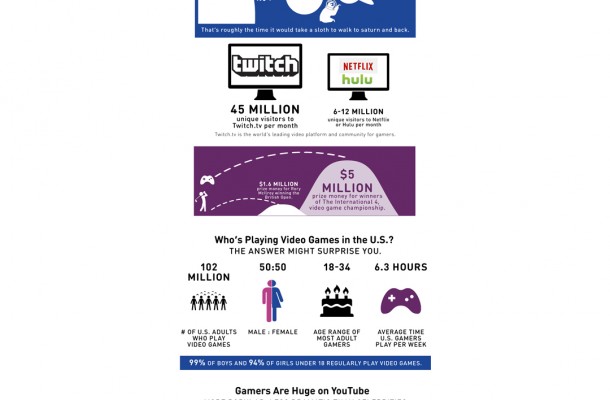 That's roughly the time it would take a sloth to walk to saturn and back.
twitch
NETFLIX
hulu
45 MILLION
unique visitors to
Twitch.tv per month
6-12 MILLION
unique visitors to Netflix
or Hulu per month
Twitch.tv is the world's leading video platform and community for gamers.
$1.6 MILLION
prize money for Rory
McIlroy winning the
British Open.
$5
MILLION
prize money for winners
of The International 4,
video game championship.
Who's Playing Video Games in the U.S.?
THE ANSWER MIGHT SURPRISE YOU.
102
MILLION
# OF U.S. ADULTS
WHO PLAY
VIDEO GAMES
50:50
MALE : FEMALE
18-34
AGE RANGE OF
MOST ADULT
GAMERS
6.3 HOURS
AVERAGE TIME
U.S. GAMERS
PLAY PER WEEK
99% OF BOYS AND 94% OF GIRLS UNDER 18 REGULARLY PLAY VIDEO GAMES.
Gamers Are Huge on YouTube